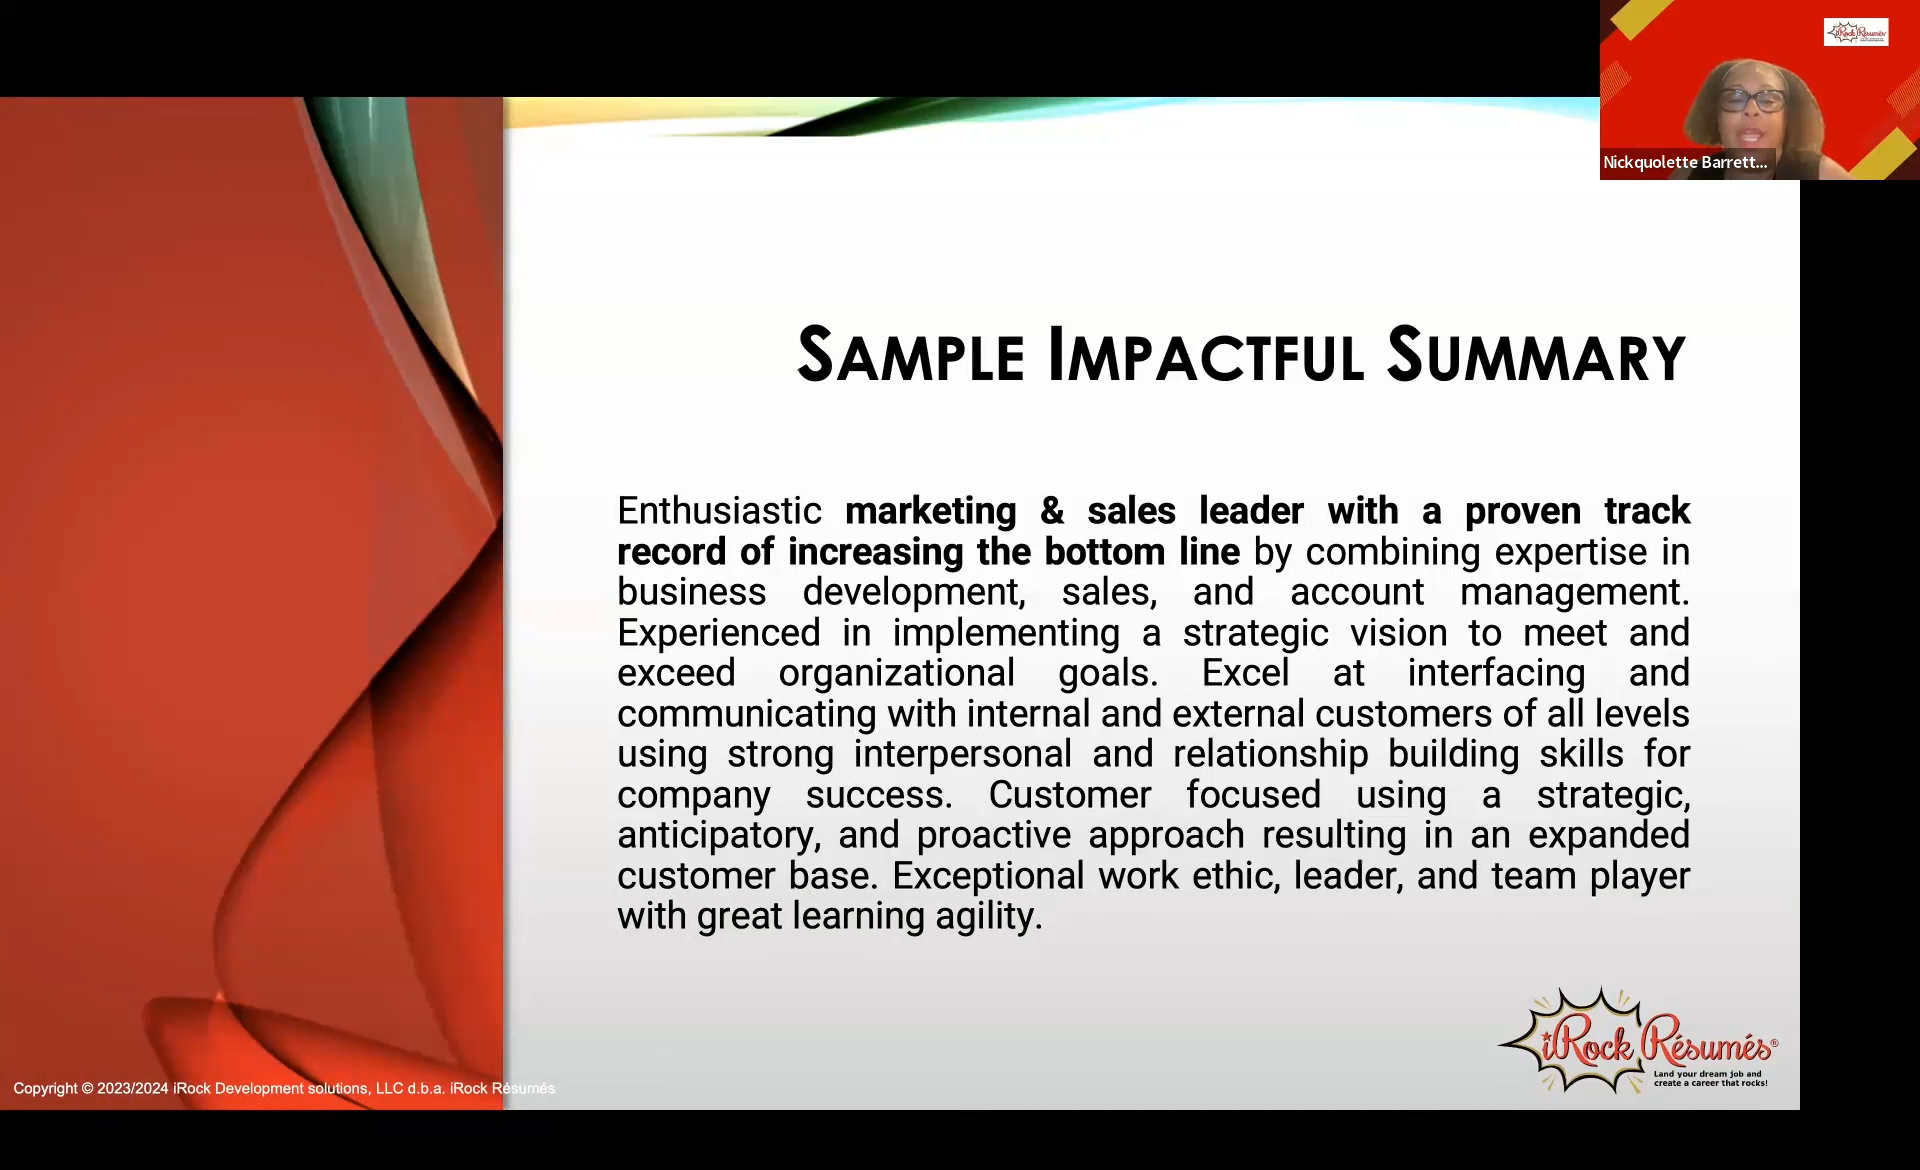 iRock Résumés
Nickquolette Barrett...
SAMPLE IMPACTFUL SUMMARY
Enthusiastic marketing & sales leader with a proven track
record of increasing the bottom line by combining expertise in
business development, sales, and account management.
Experienced in implementing a strategic vision to meet and
exceed organizational goals. Excel at interfacing and
communicating with internal and external customers of all levels
using strong interpersonal and relationship building skills for
company success. Customer focused using a strategic,
anticipatory, and proactive approach resulting in an expanded
customer base. Exceptional work ethic, leader, and team player
with great learning agility.
iRock Résumés®
Land your dream job and
create a career that rocks!
Copyright © 2023/2024 iRock Development solutions, LLC d.b.a. iRock Résumés